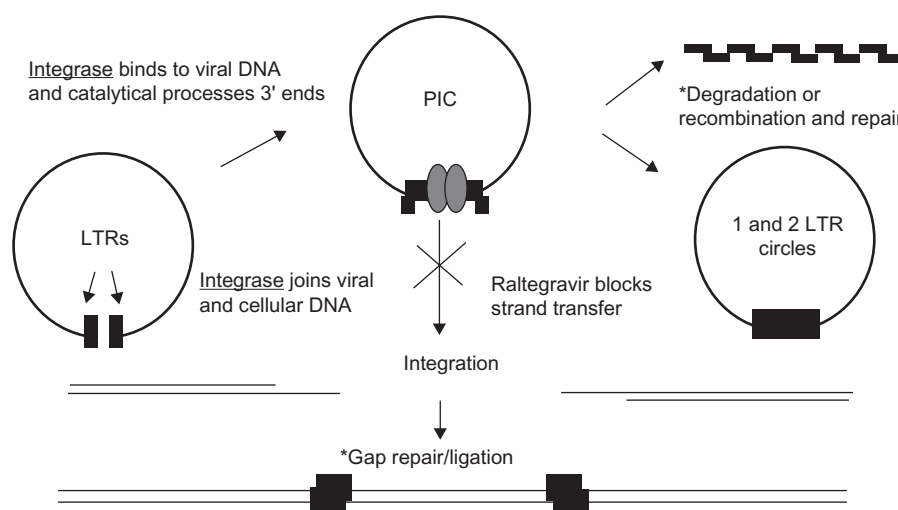 Integrase binds to viral DNA
and catalytical processes 3' ends
PIC
*Degradation or
recombination and repair
LTRs
1 and 2 LTR
circles
Integrase joins viral
and cellular DNA
Raltegravir blocks
strand transfer
Integration
*Gap repair/ligation